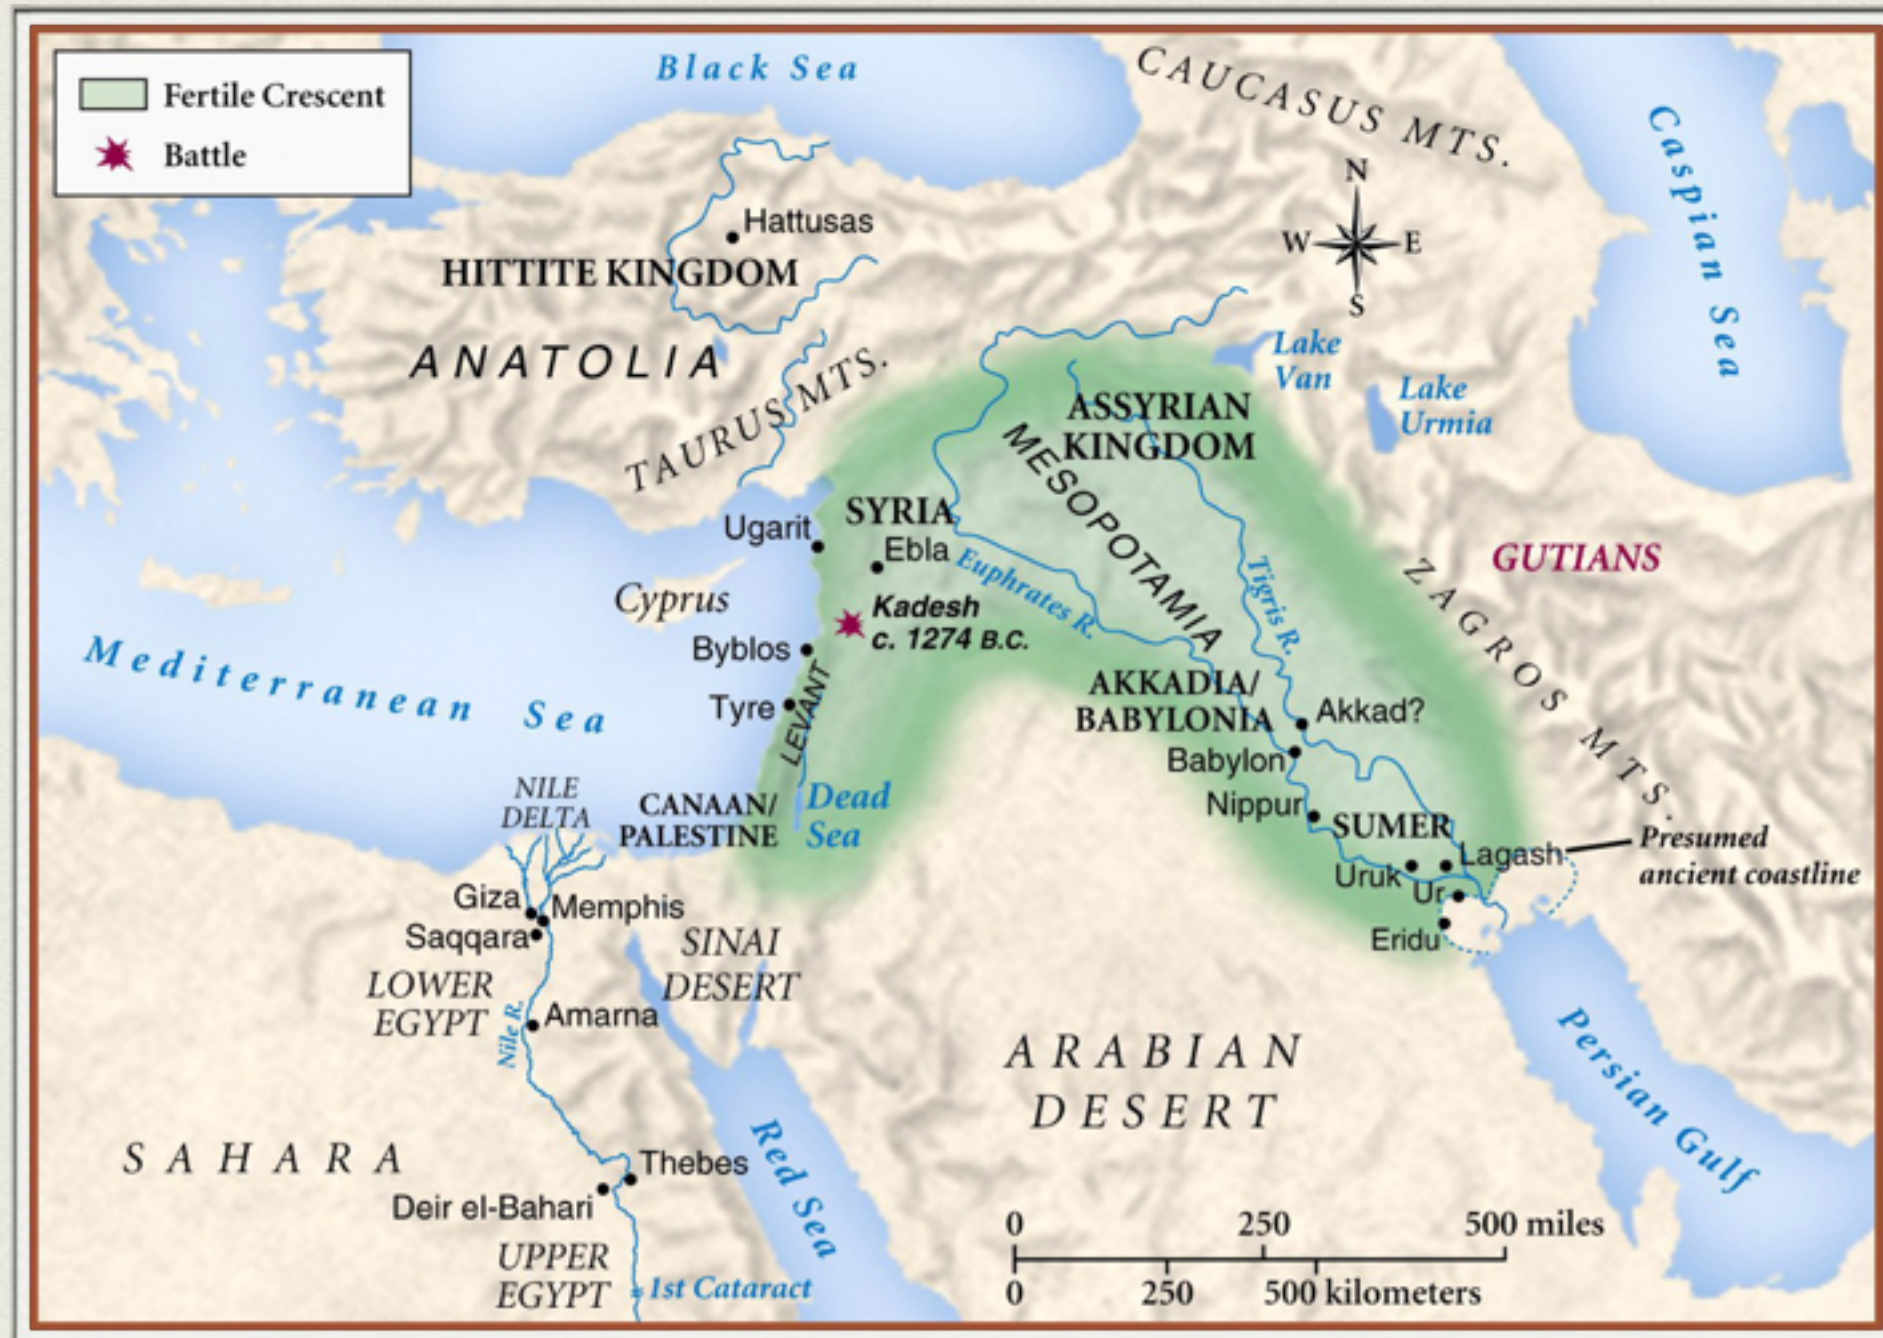 Fertile Crescent
Battle
Black Sea
CAUCASUS MTS.
Caspian Sea
N
W
E
S
Hattusas
HITTITE KINGDOM
ANATOLIA
TAURUS MTS.
Lake
Van
Lake
Urmia
ASSYRIAN
KINGDOM
MESOPOTAMIA
SYRIA
Ugarit
Ebla
Euphrates R.
Tigris R.
GUTIANS
ZAGROS MTS.
Cyprus
Kadesh
c. 1274 B.C.
Byblos
Mediterranean Sea
Tyre
LEVANT
AKKADIA/
BABYLONIA
Akkad?
Babylon
NILE
DELTA
CANAAN/
PALESTINE
Dead
Sea
Nippur
SUMER
Lagash
Presumed
ancient coastline
Uruk
Ur
Eridu
Giza
Memphis
Saqqara
SINAI
DESERT
LOWER
EGYPT
Nile R.
Amarna
ARABIAN
DESERT
Persian Gulf
SAHARA
Thebes
Red Sea
Deir el-Bahari
UPPER
EGYPT
1st Cataract
0 250 500 miles
0 250 500 kilometers